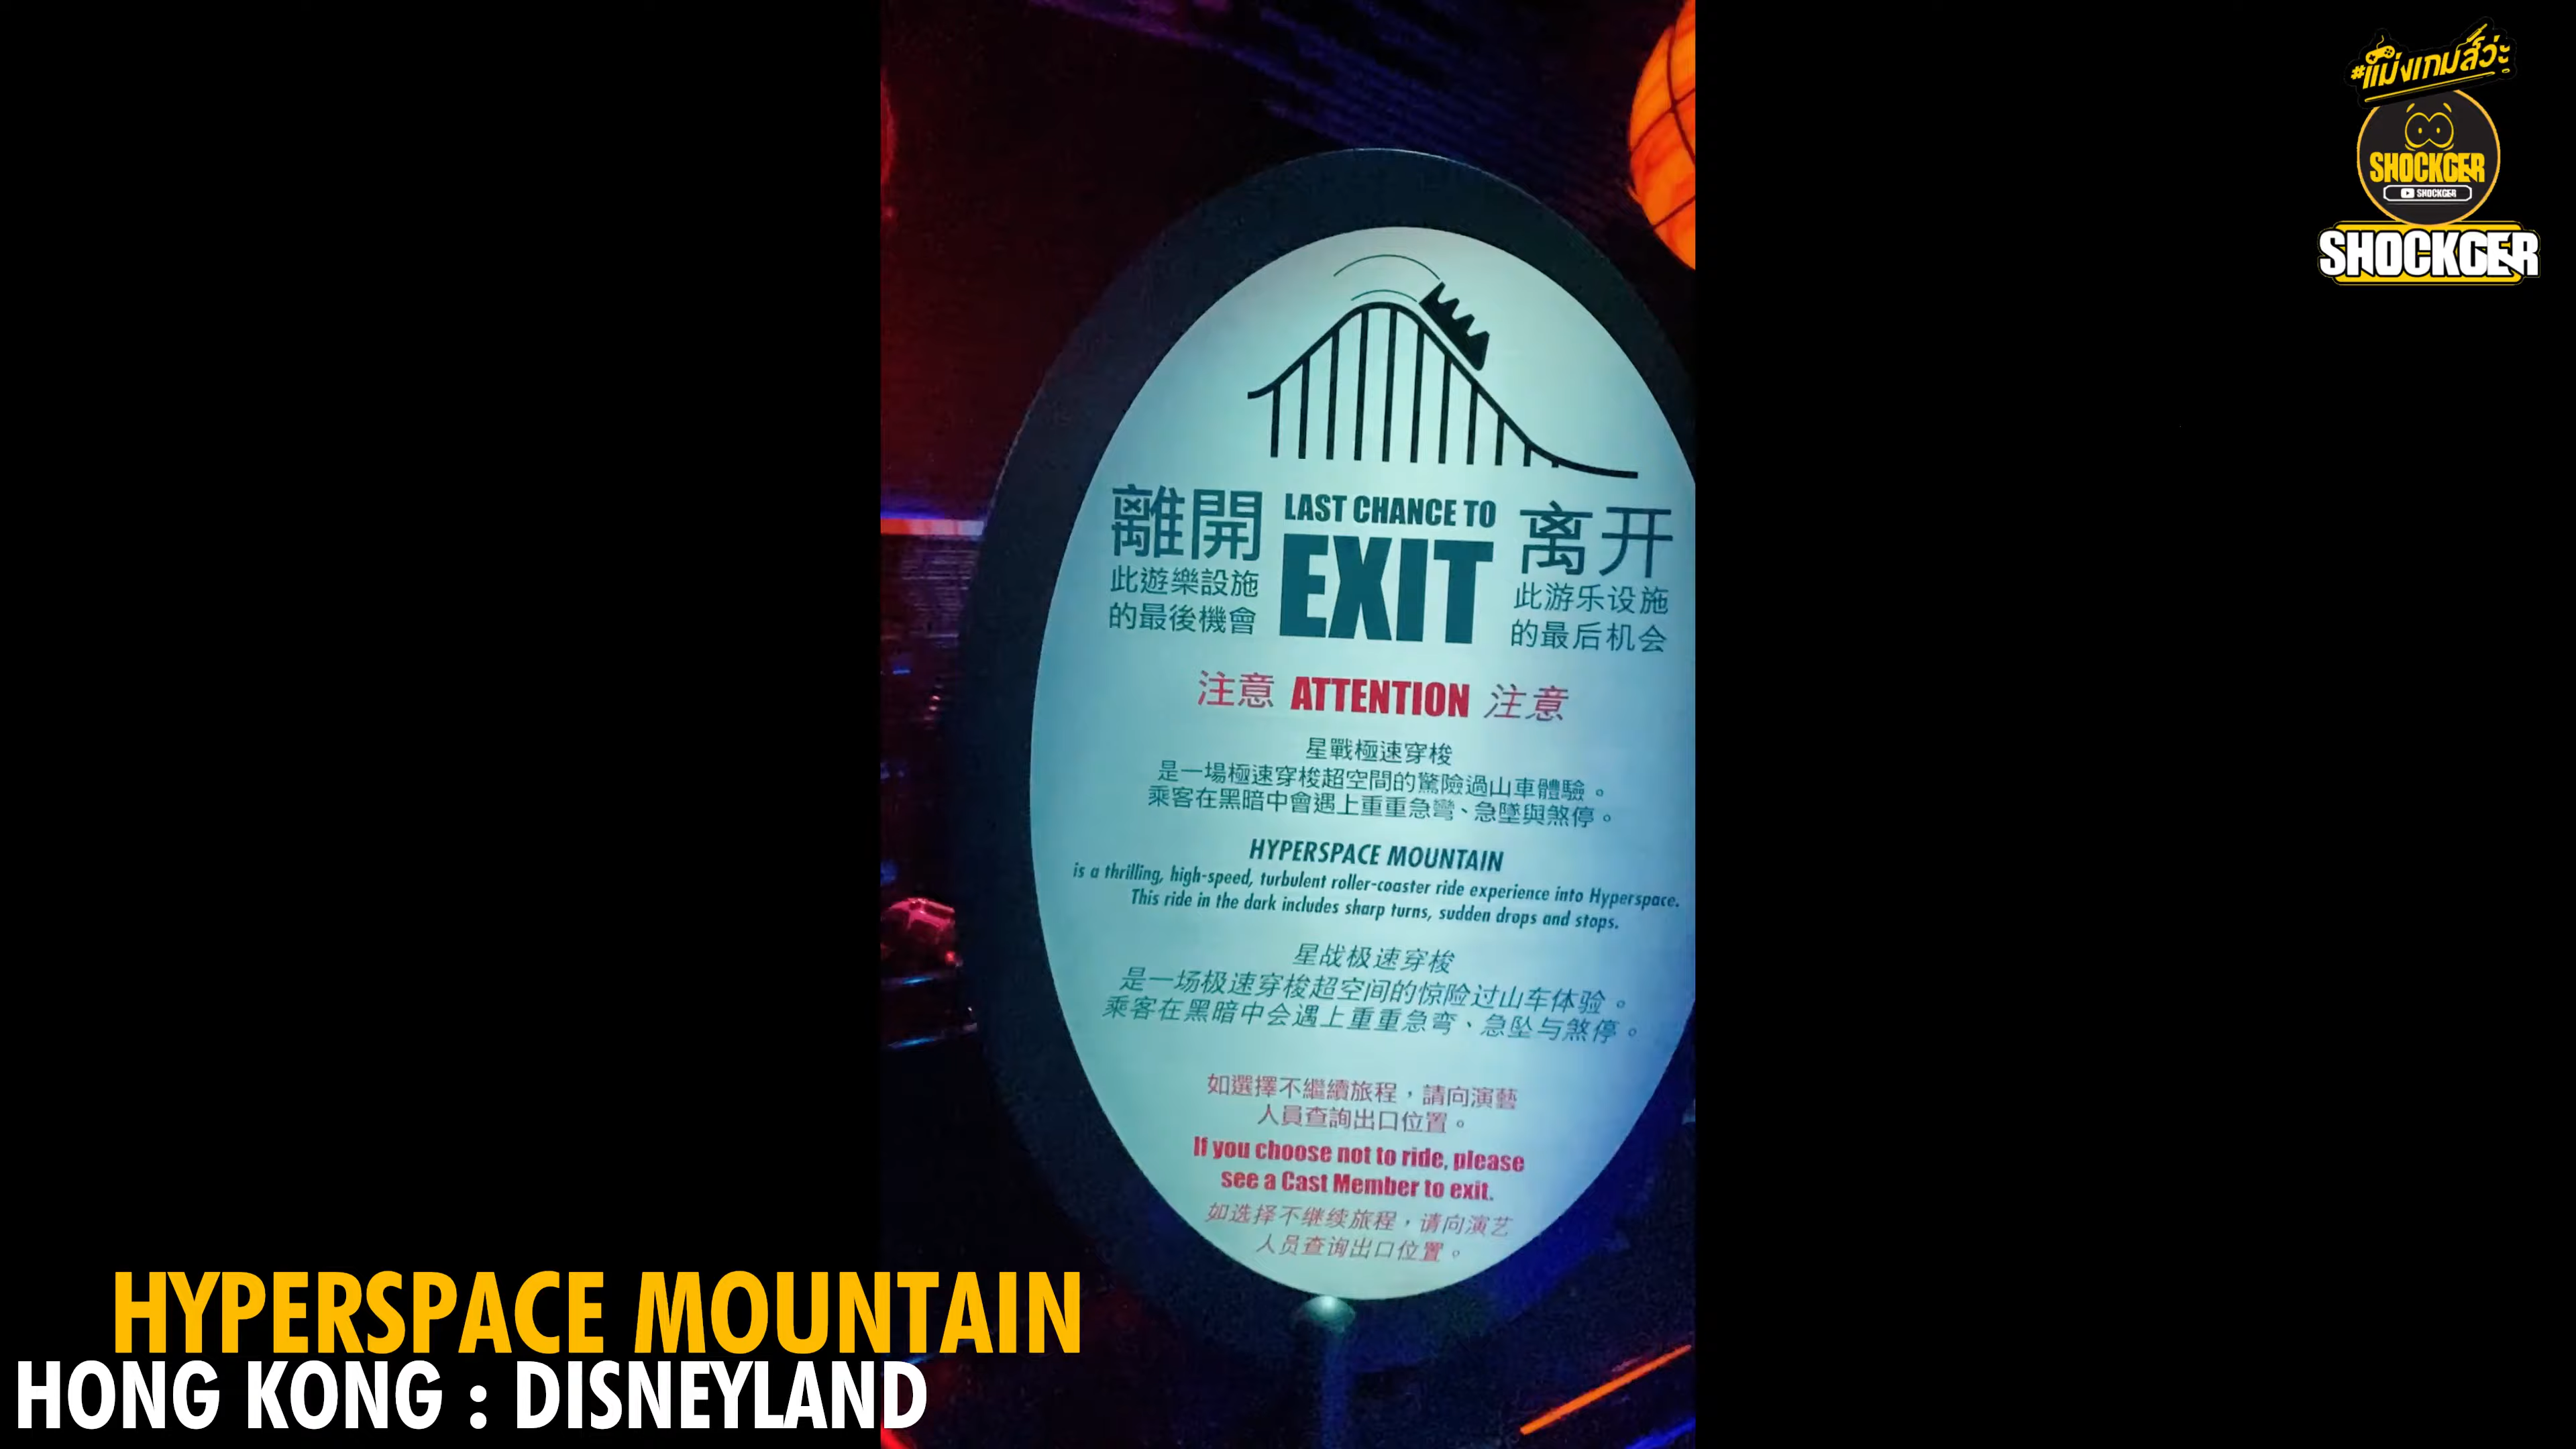 #แม่งเกมส์ว่ะ
SHOCKGER
SHOCKGER
SHOCKGER
離開
此遊樂設施
的最後機會
LAST CHANCE TO
EXIT
离开
此游乐设施
的最后机会
注意 ATTENTION 注意
星戰極速穿梭
是一場極速穿梭超空間的驚險過山車體驗。
乘客在黑暗中會遇上重重急彎、急墜與煞停。
HYPERSPACE MOUNTAIN
is a thrilling, high-speed, turbulent roller-coaster ride experience into Hyperspace.
This ride in the dark includes sharp turns, sudden drops and stops.
星战极速穿梭
是一场极速穿梭超空间的惊险过山车体验。
乘客在黑暗中会遇上重重急弯、急坠与煞停。
如選擇不繼續旅程，請向演藝
人員查詢出口位置。
If you choose not to ride, please
see a Cast Member to exit.
如选择不继续旅程，请向演艺
人员查询出口位置。
HYPERSPACE MOUNTAIN
HONG KONG : DISNEYLAND